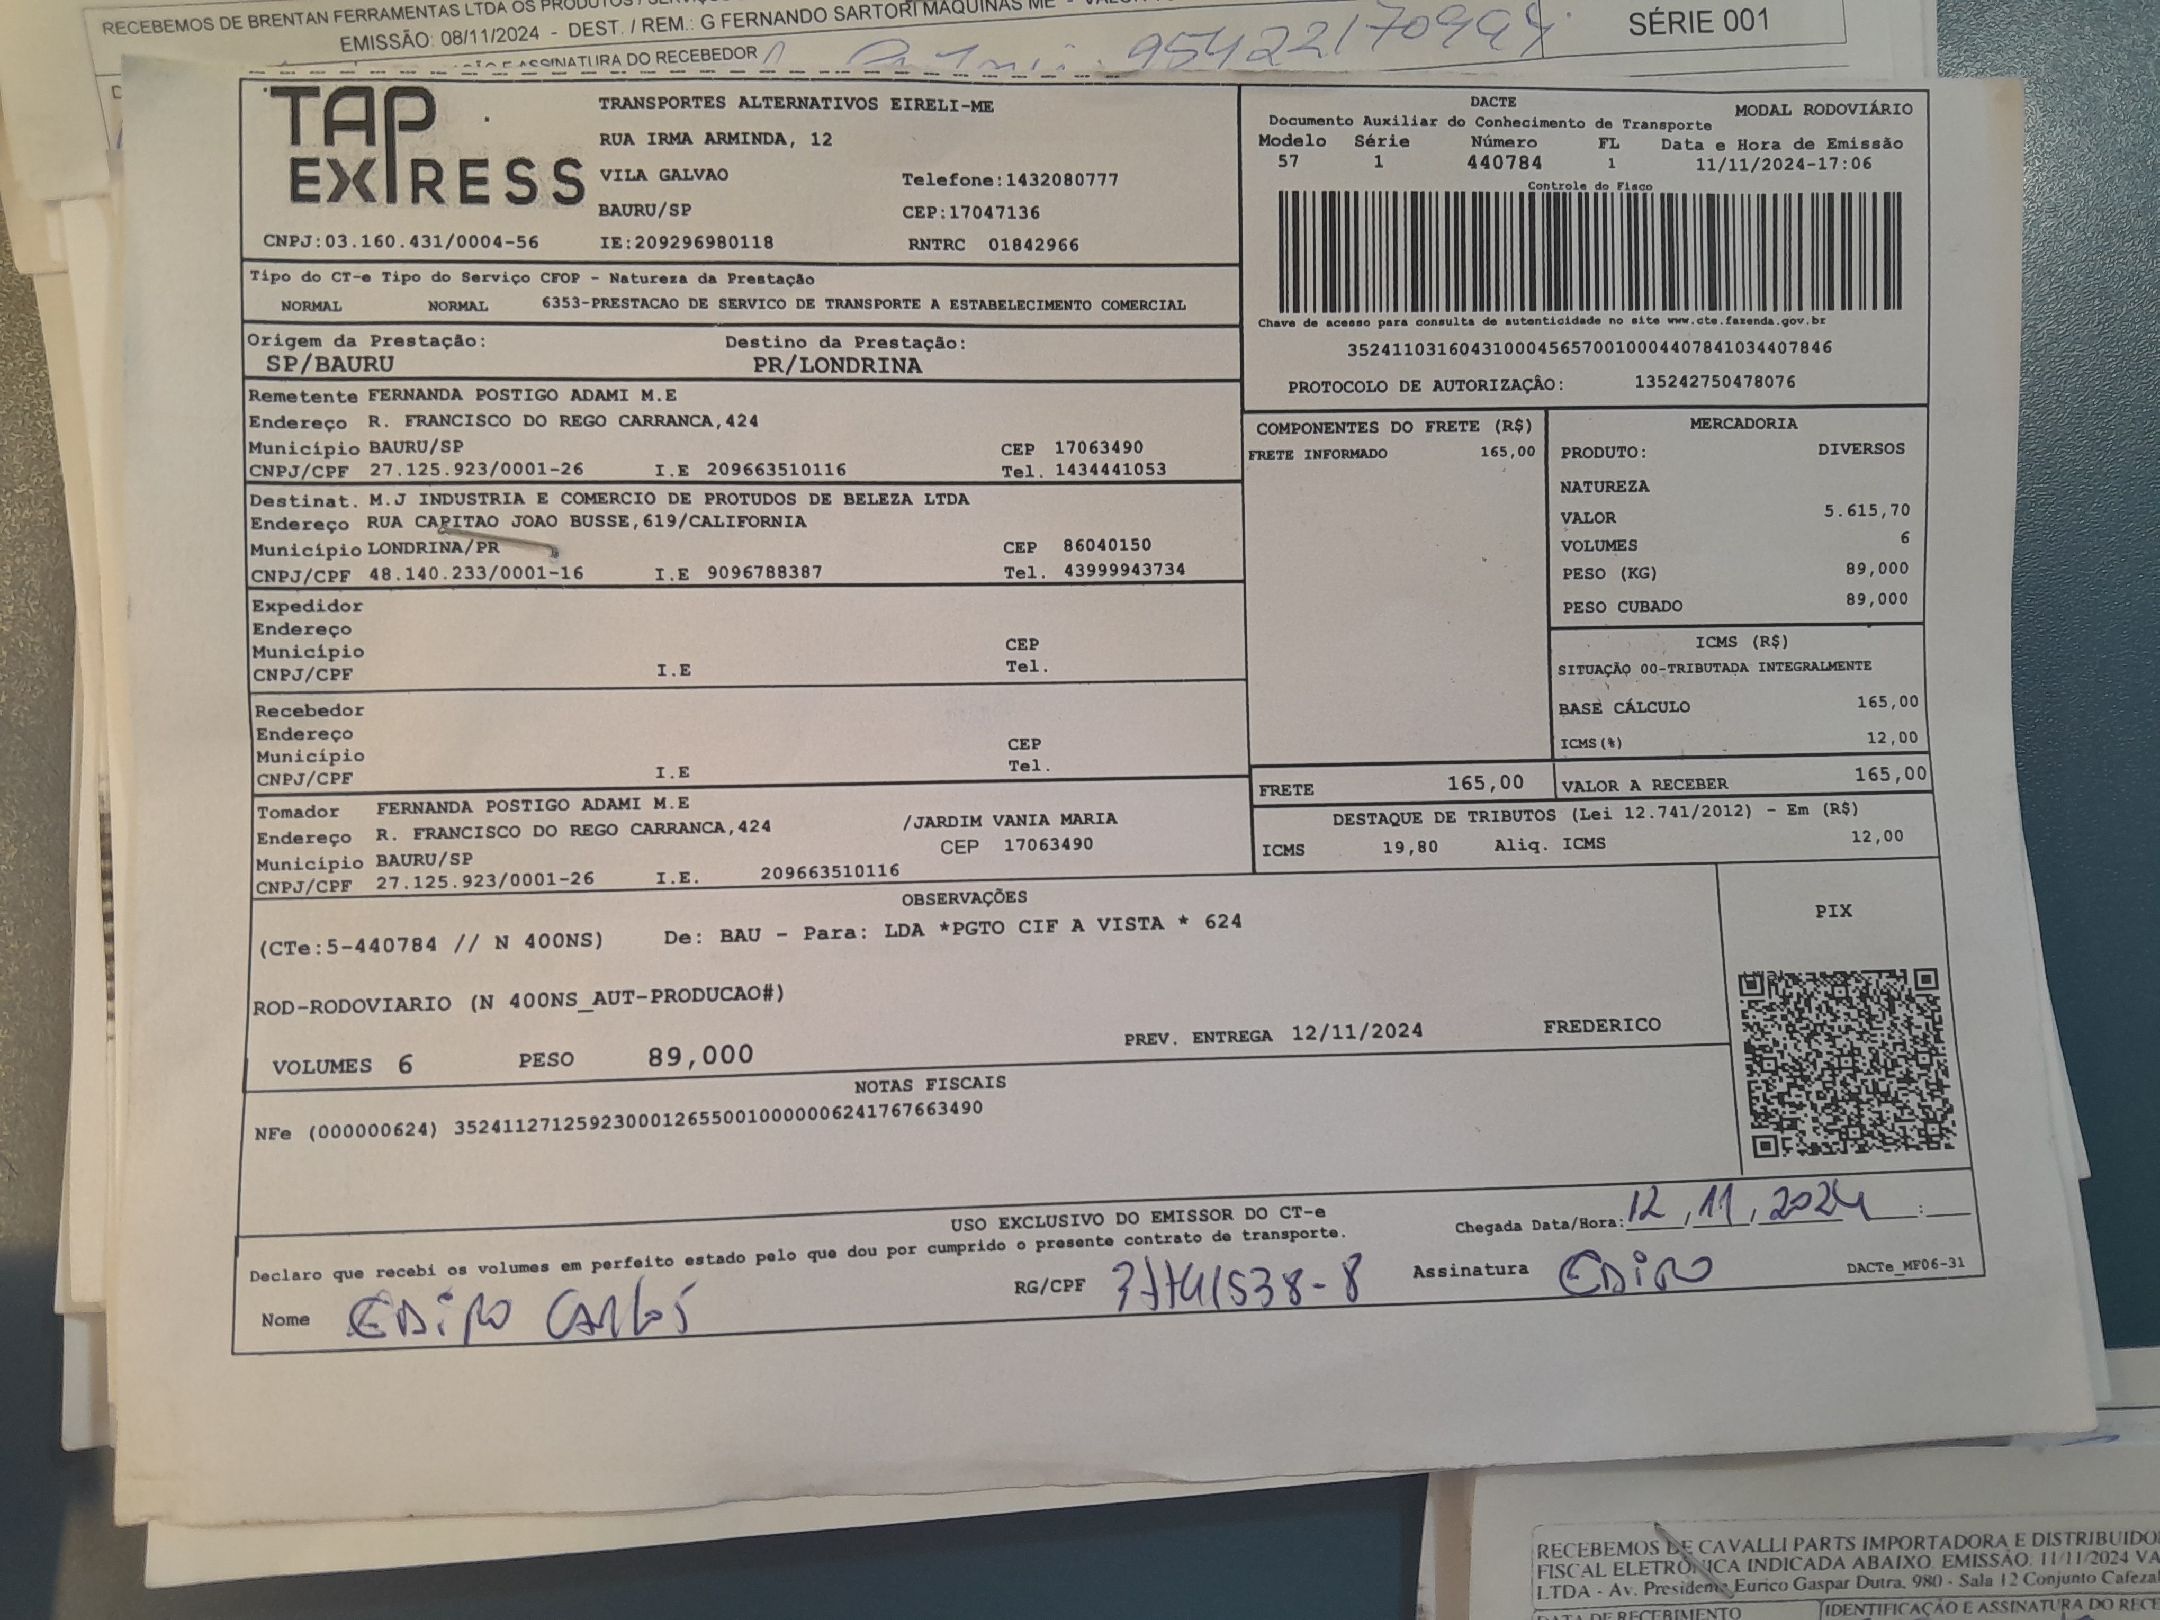 RECEBEMOS DE BRENTAN FERRAMENTAS LTDA OS
EMISSÃO: 08/11/2024 - DEST. / REM.: G FERNANDO SARTORI MAQUINAS ME
E ASSINATURA DO RECEBEDOR
SÉRIE 001
TAP EXPRESS
TRANSPORTES ALTERNATIVOS EIRELI-ME
RUA IRMA ARMINDA, 12
VILA GALVAO Telefone:1432080777
BAURU/SP CEP:17047136
CNPJ:03.160.431/0004-56 IE:209296980118 RNTRC 01842966
DACTE MODAL RODOVIÁRIO
Documento Auxiliar do Conhecimento de Transporte
Modelo Série Número FL Data e Hora de Emissão
57 1 440784 1 11/11/2024-17:06
Controle do Fisco
Chave de acesso para consulta de autenticidade no site www.cte.fazenda.gov.br
35241103160431000456570010004407841034407846
PROTOCOLO DE AUTORIZAÇÃO: 135242750478076
Tipo do CT-e Tipo do Serviço CFOP - Natureza da Prestação
NORMAL NORMAL 6353-PRESTACAO DE SERVICO DE TRANSPORTE A ESTABELECIMENTO COMERCIAL
Origem da Prestação: Destino da Prestação:
SP/BAURU PR/LONDRINA
Remetente FERNANDA POSTIGO ADAMI M.E
Endereço R. FRANCISCO DO REGO CARRANCA,424
Município BAURU/SP CEP 17063490
CNPJ/CPF 27.125.923/0001-26 I.E 209663510116 Tel. 1434441053
Destinat. M.J INDUSTRIA E COMERCIO DE PROTUDOS DE BELEZA LTDA
Endereço RUA CAPITAO JOAO BUSSE,619/CALIFORNIA
Município LONDRINA/PR CEP 86040150
CNPJ/CPF 48.140.233/0001-16 I.E 9096788387 Tel. 43999943734
Expedidor
Endereço
Município CEP
CNPJ/CPF I.E Tel.
Recebedor
Endereço
Município CEP
CNPJ/CPF I.E Tel.
Tomador FERNANDA POSTIGO ADAMI M.E
Endereço R. FRANCISCO DO REGO CARRANCA,424 /JARDIM VANIA MARIA
Município BAURU/SP CEP 17063490
CNPJ/CPF 27.125.923/0001-26 I.E. 209663510116
COMPONENTES DO FRETE (R$)
FRETE INFORMADO 165,00
MERCADORIA
PRODUTO: DIVERSOS
NATUREZA
VALOR 5.615,70
VOLUMES 6
PESO (KG) 89,000
PESO CUBADO 89,000
ICMS (R$)
SITUAÇÃO 00-TRIBUTADA INTEGRALMENTE
BASE CÁLCULO 165,00
ICMS(%) 12,00
FRETE 165,00 VALOR A RECEBER 165,00
DESTAQUE DE TRIBUTOS (Lei 12.741/2012) - Em (R$)
ICMS 19,80 Aliq. ICMS 12,00
OBSERVAÇÕES
(CTe:5-440784 // N 400NS) De: BAU - Para: LDA *PGTO CIF A VISTA * 624
ROD-RODOVIARIO (N 400NS_AUT-PRODUCAO#)
PREV. ENTREGA 12/11/2024 FREDERICO
VOLUMES 6 PESO 89,000
PIX
NOTAS FISCAIS
NFe (000000624) 35241127125923000126550010000006241767663490
USO EXCLUSIVO DO EMISSOR DO CT-e
Chegada Data/Hora: 12,11,2024 :
Declaro que recebi os volumes em perfeito estado pelo que dou por cumprido o presente contrato de transporte.
Nome EDIPO CARLOS RG/CPF Assinatura EDIPO DACTe_MF06-31
RECEBEMOS DE CAVALLI PARTS IMPORTADORA E
FISCAL ELETRÔNICA INDICADA ABAIXO. EMISSÃO: 11/11/2024
LTDA - Av. Presidente Eurico Gaspar Dutra, 980 - Sala 12 Conjunto
DATA DE RECEBIMENTO IDENTIFICAÇÃO E ASSINATURA DO